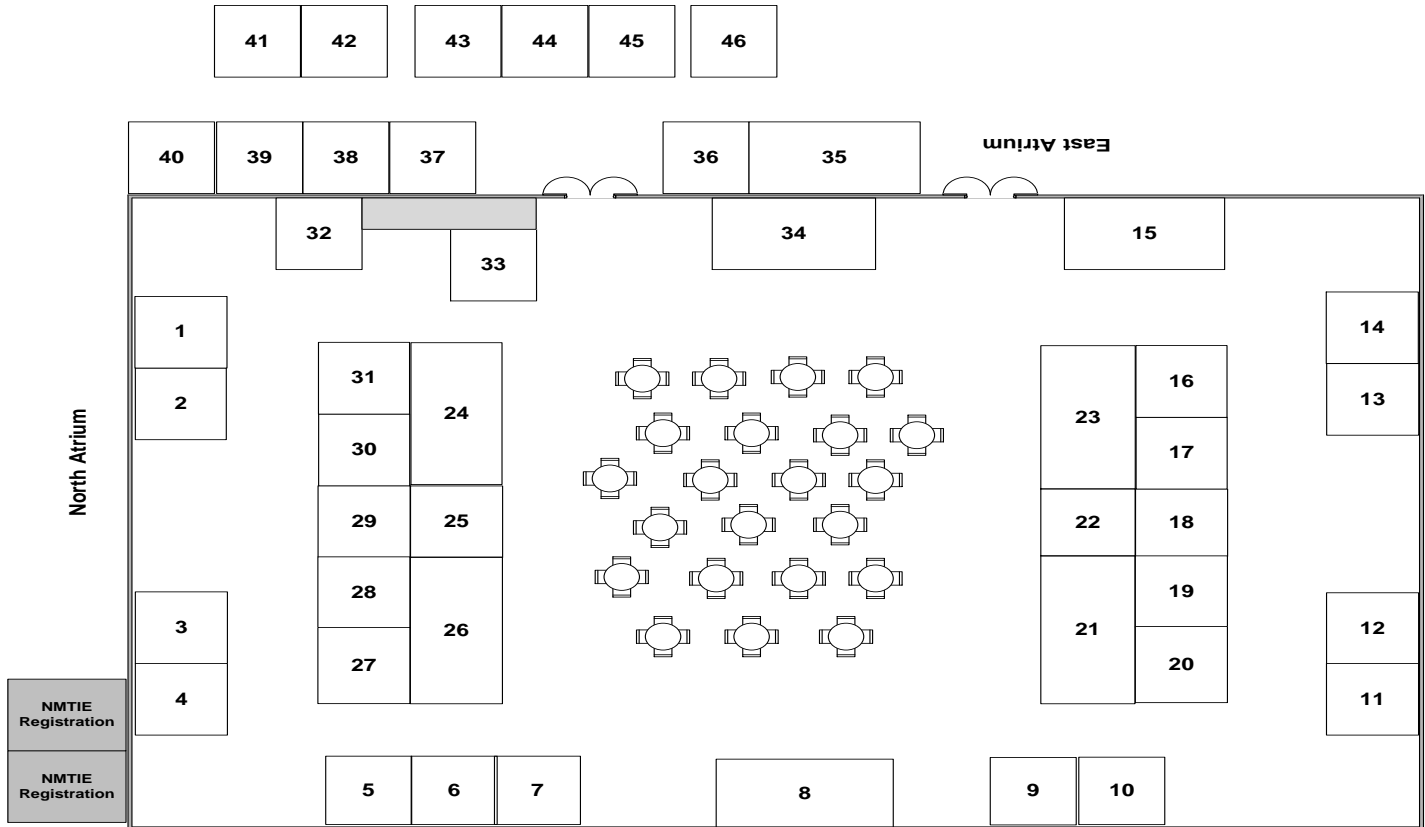 41 42 43 44 45 46
40 39 38 37 36 35 East Atrium
32 33 34 15
1 14
2 13
31 24 23 16
30 17
29 25 22 18
28 26 21 19
27 20
North Atrium
3 12
4 11
NMTIE
Registration
NMTIE
Registration
5 6 7 8 9 10